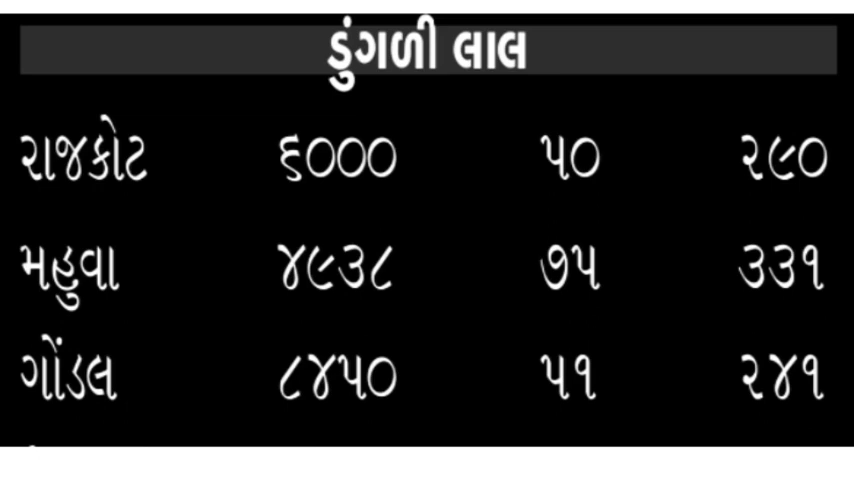 ડુંગળી લાલ
રાજકોટ ૬૦૦૦ ૫૦ ૨૯૦
મહુવા ૪૯૩૮ ૭૫ ૩૩૧
ગોંડલ ૮૪૫૦ ૫૧ ૨૪૧